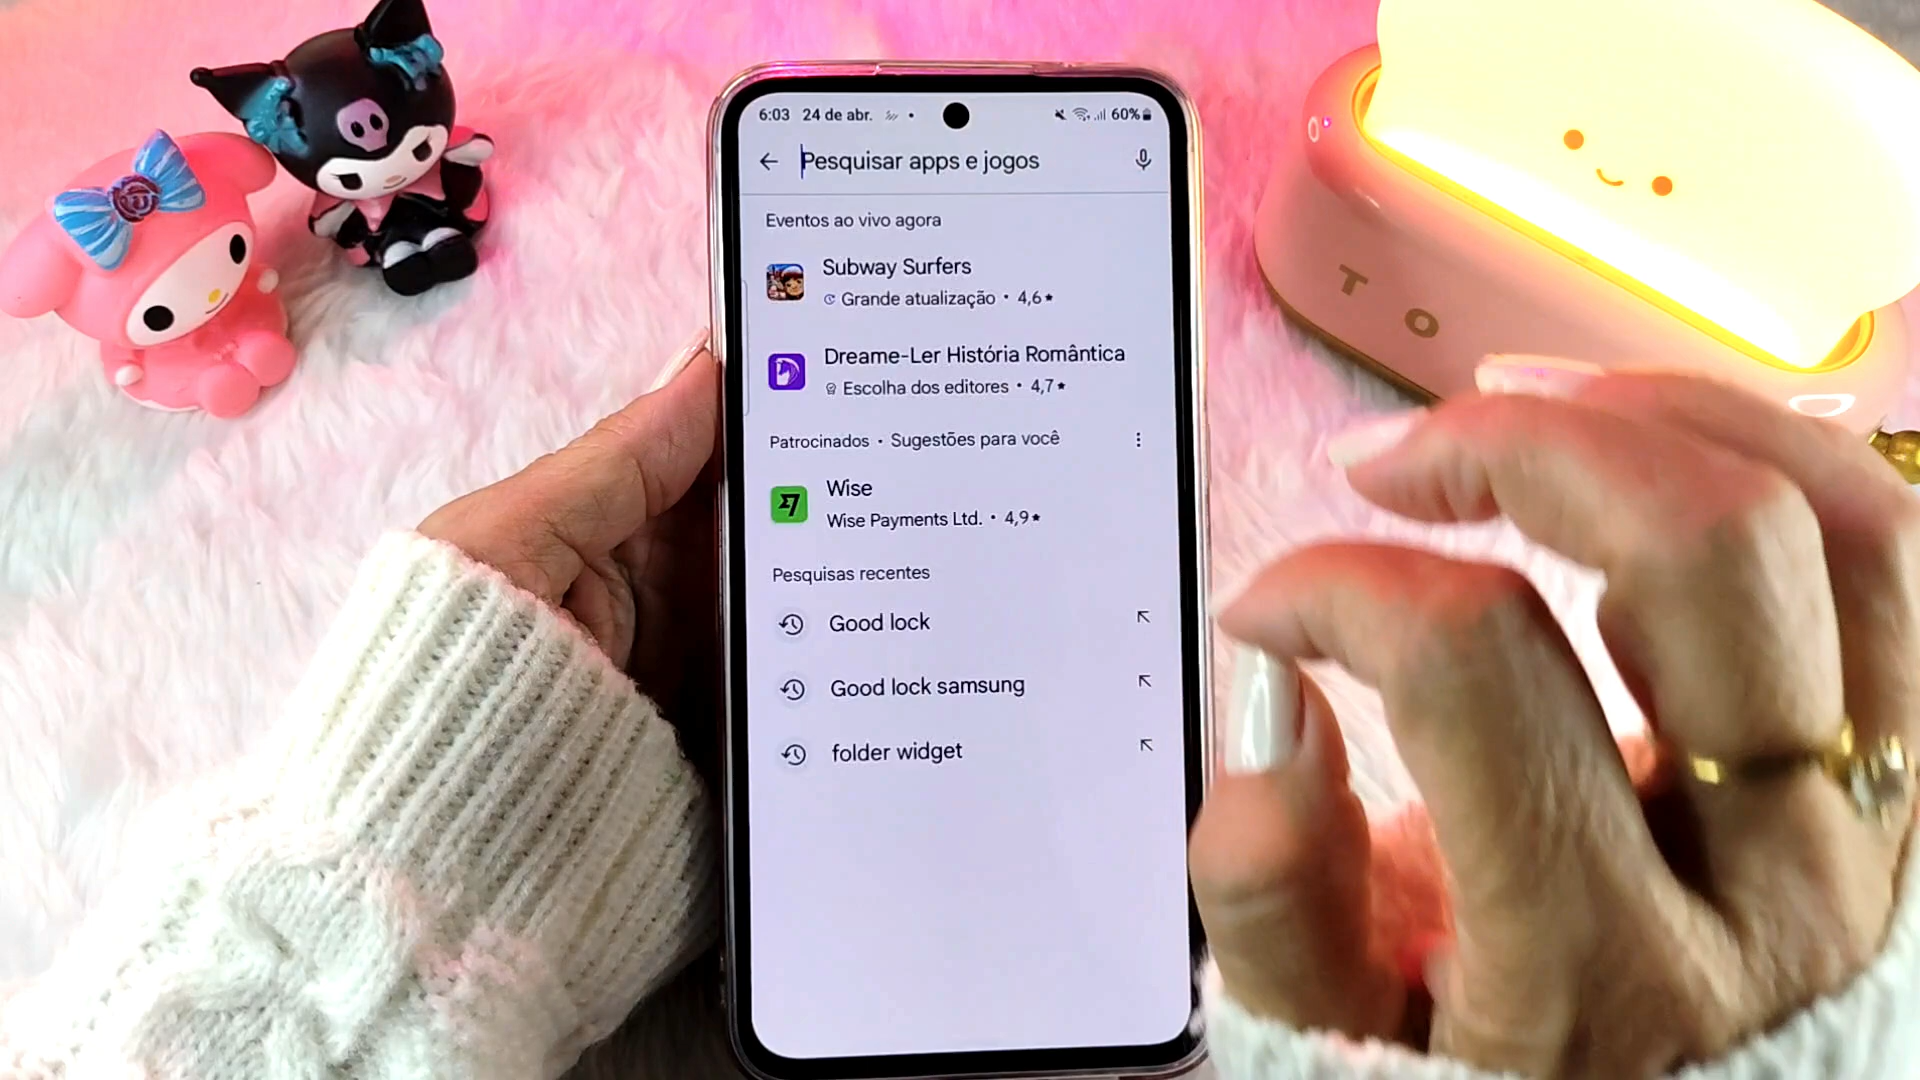 6:03 24 de abr. 60%
Pesquisar apps e jogos
Eventos ao vivo agora
Subway Surfers
Grande atualização • 4,6★
Dreame-Ler História Romântica
Escolha dos editores • 4,7★
Patrocinados • Sugestões para você
Wise
Wise Payments Ltd. • 4,9★
Pesquisas recentes
Good lock
Good lock samsung
folder widget
T O